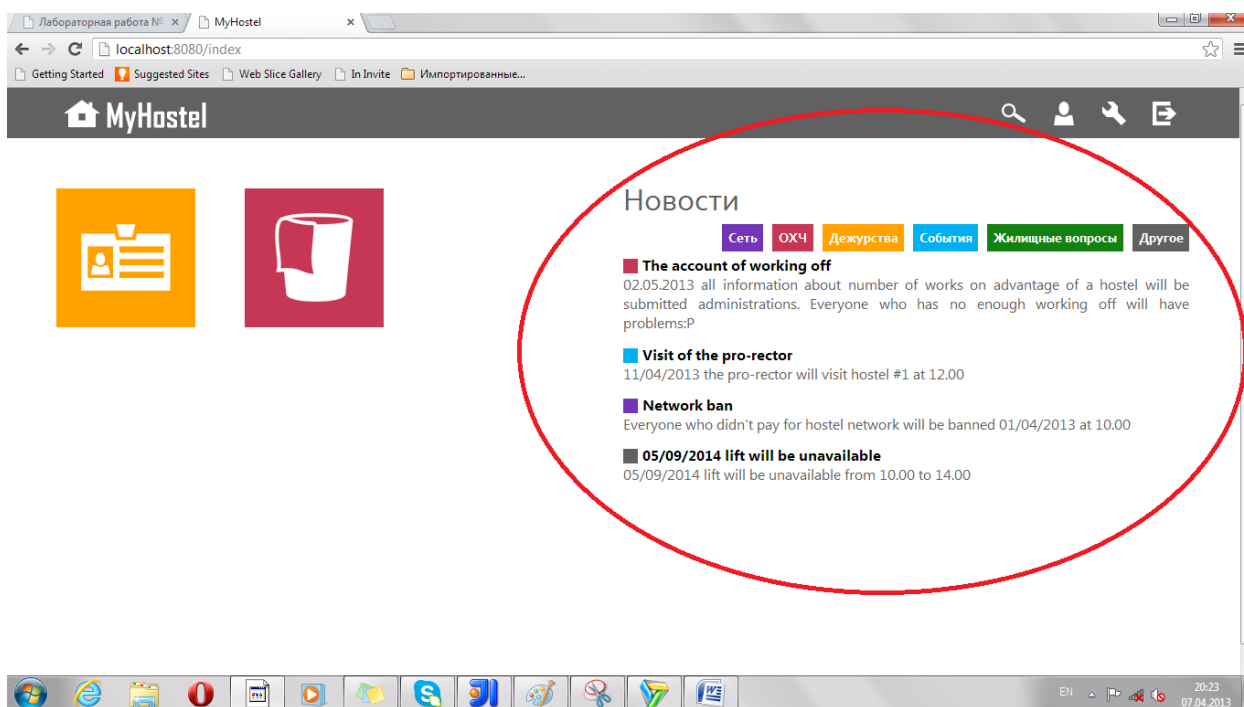 Лабораторная работа №
MyHostel
localhost:8080/index
Getting Started Suggested Sites Web Slice Gallery In Invite Импортированные...
MyHostel
Новости
Сеть ОХЧ Дежурства События Жилищные вопросы Другое
The account of working off
02.05.2013 all information about number of works on advantage of a hostel will be
submitted administrations. Everyone who has no enough working off will have
problems:P
Visit of the pro-rector
11/04/2013 the pro-rector will visit hostel #1 at 12.00
Network ban
Everyone who didn't pay for hostel network will be banned 01/04/2013 at 10.00
05/09/2014 lift will be unavailable
05/09/2014 lift will be unavailable from 10.00 to 14.00
EN
20:23
07.04.2013